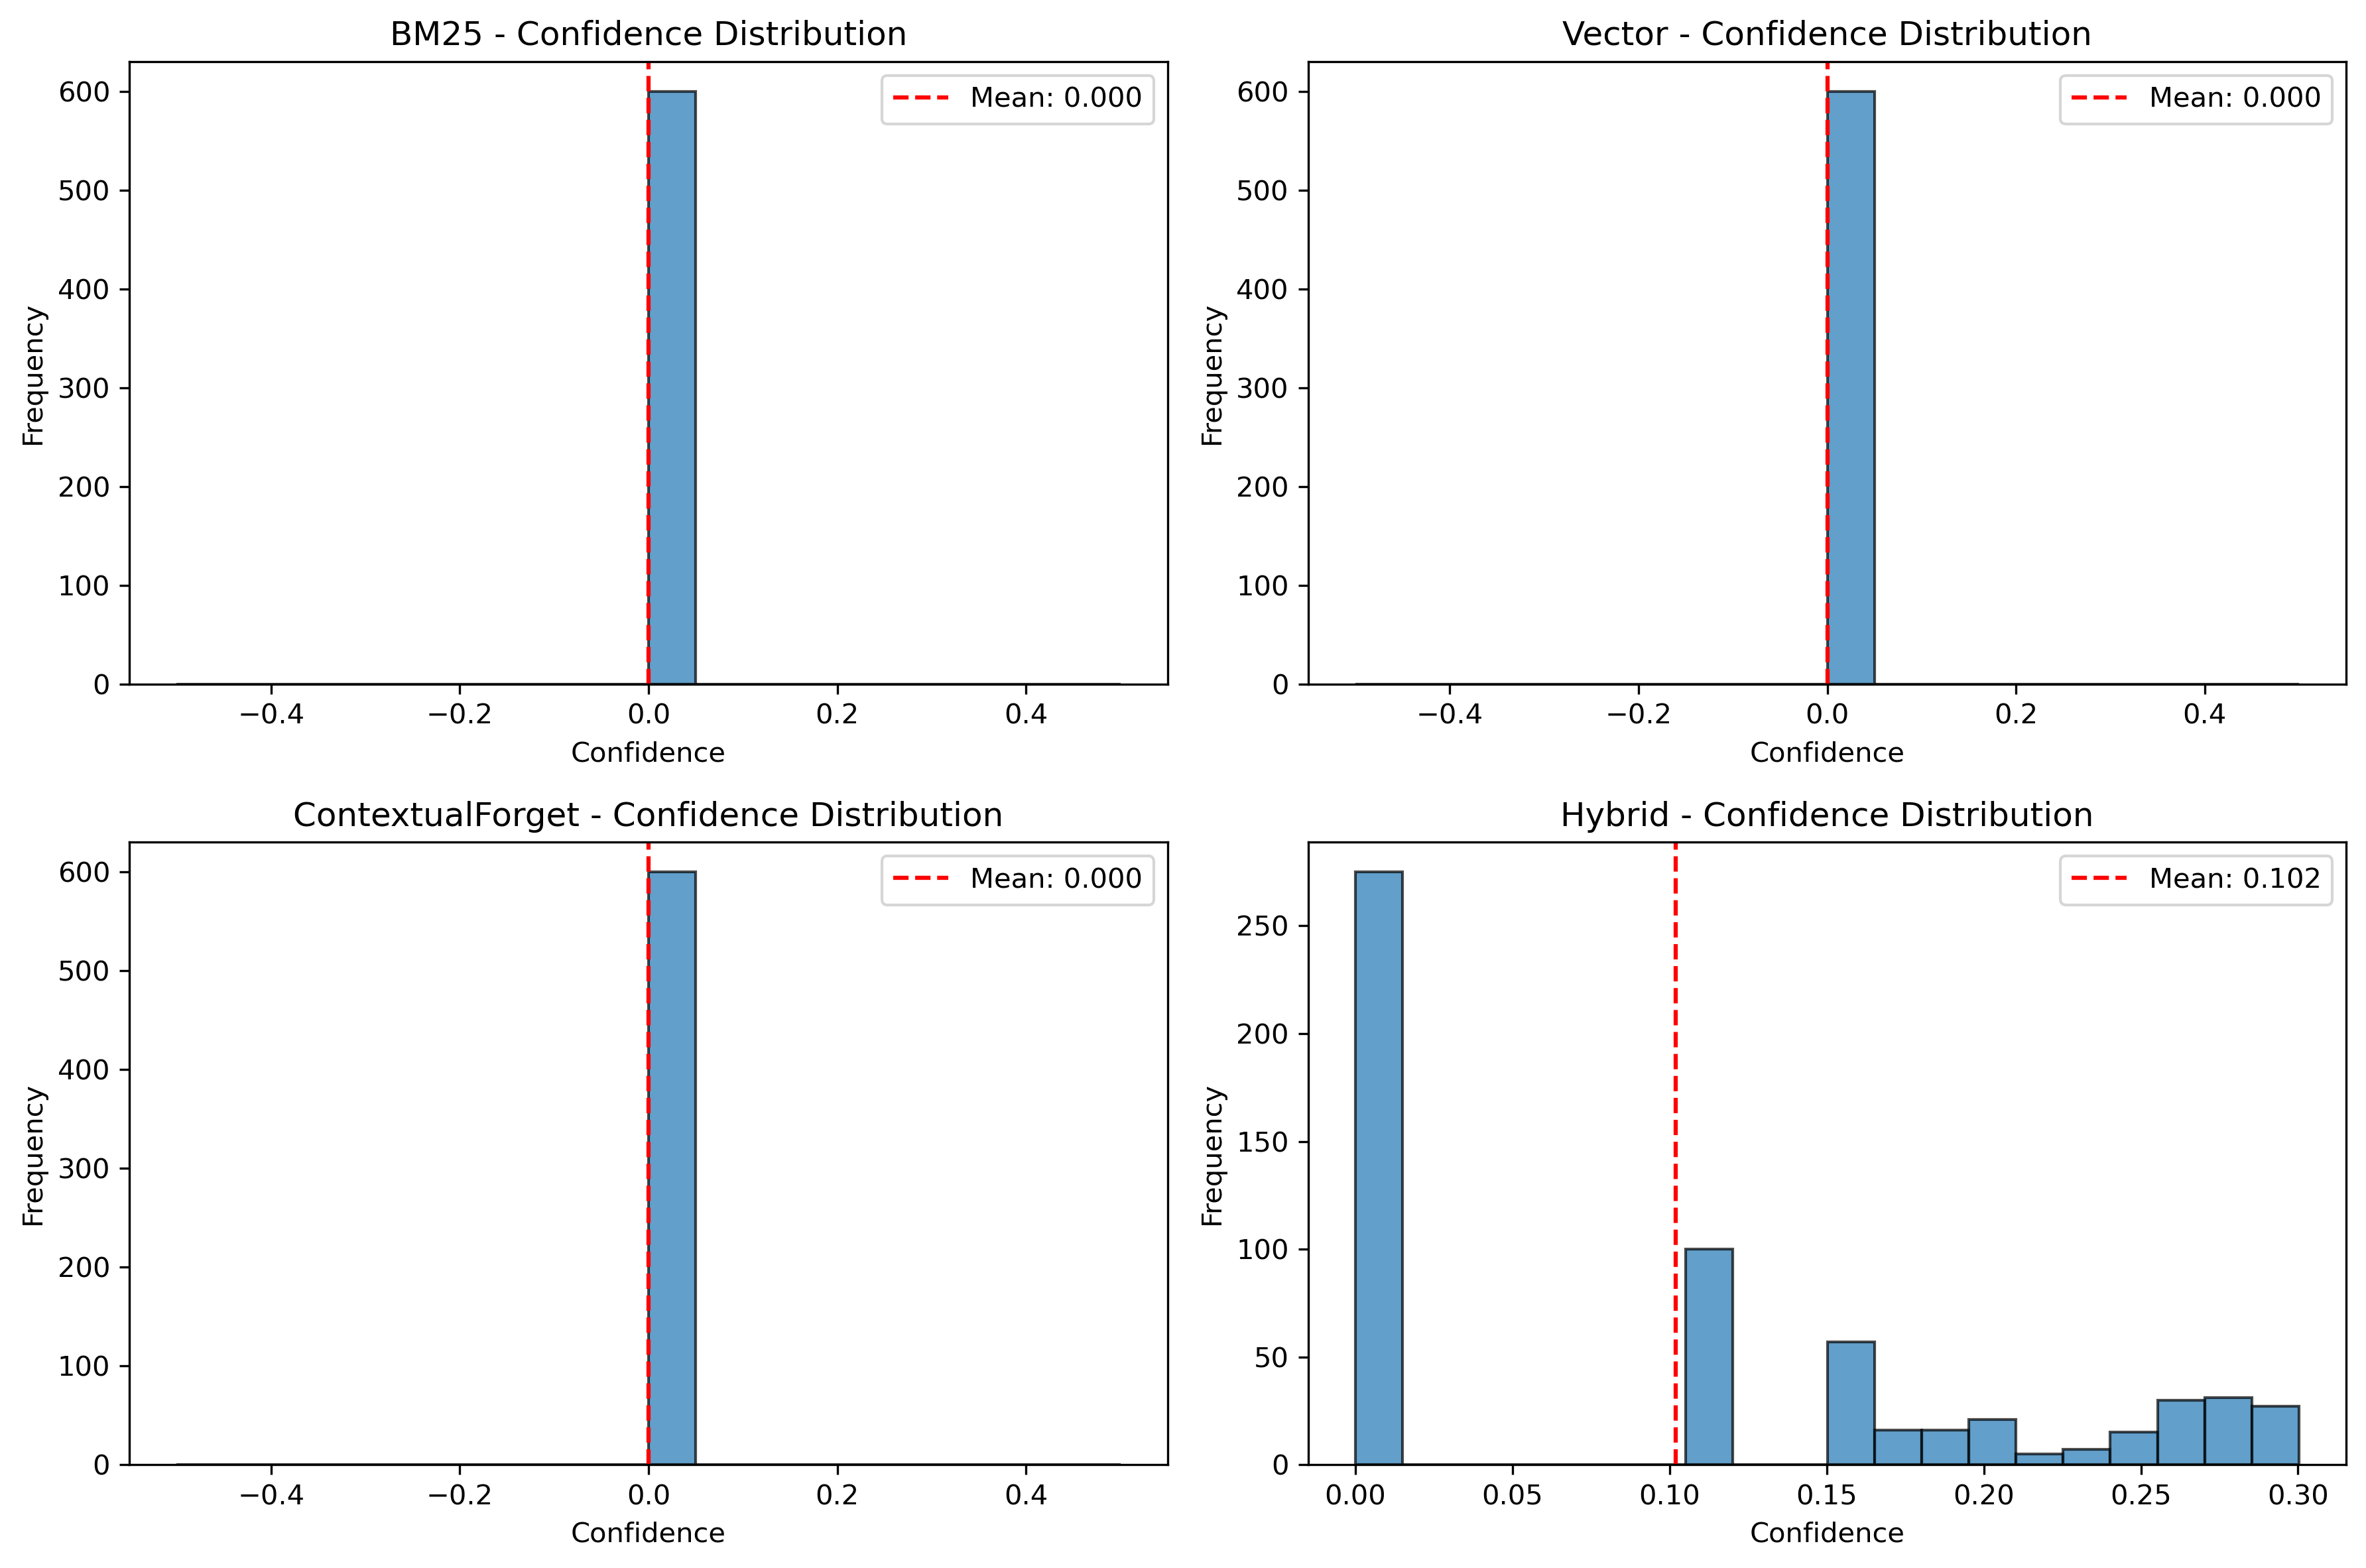 BM25 - Confidence Distribution
Mean: 0.000
Frequency
600
500
400
300
200
100
0
−0.4 −0.2 0.0 0.2 0.4
Confidence
Vector - Confidence Distribution
Mean: 0.000
Frequency
600
500
400
300
200
100
0
−0.4 −0.2 0.0 0.2 0.4
Confidence
ContextualForget - Confidence Distribution
Mean: 0.000
Frequency
600
500
400
300
200
100
0
−0.4 −0.2 0.0 0.2 0.4
Confidence
Hybrid - Confidence Distribution
Mean: 0.102
Frequency
250
200
150
100
50
0
0.00 0.05 0.10 0.15 0.20 0.25 0.30
Confidence